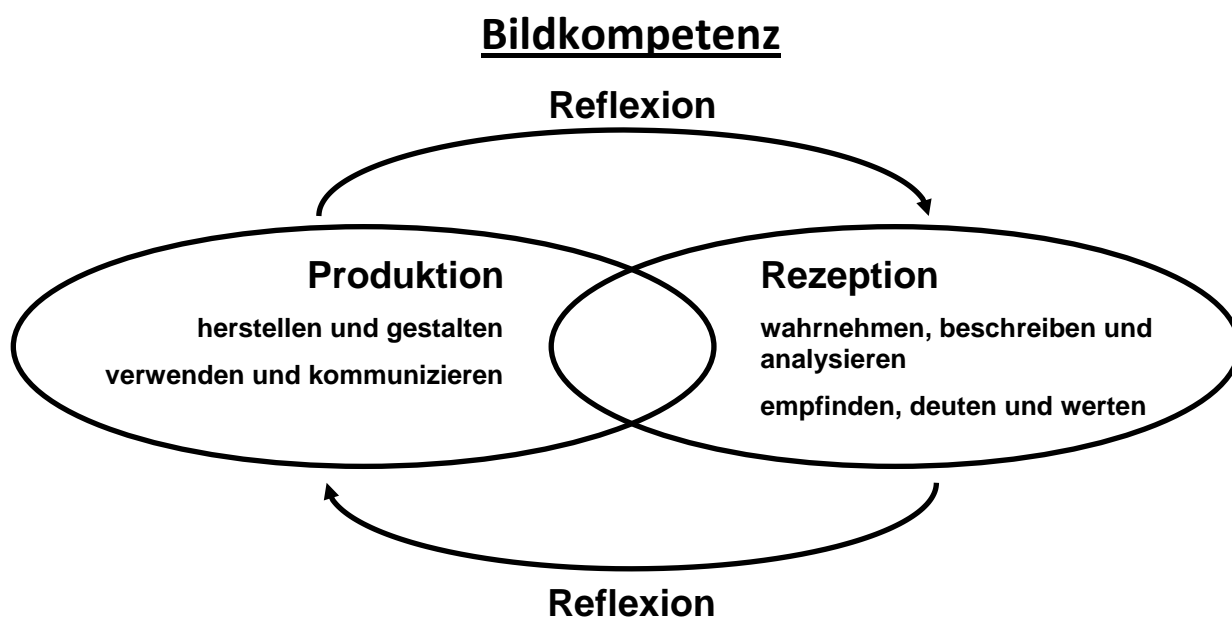 Bildkompetenz
Reflexion
Produktion
herstellen und gestalten
verwenden und kommunizieren
Rezeption
wahrnehmen, beschreiben und
analysieren
empfinden, deuten und werten
Reflexion